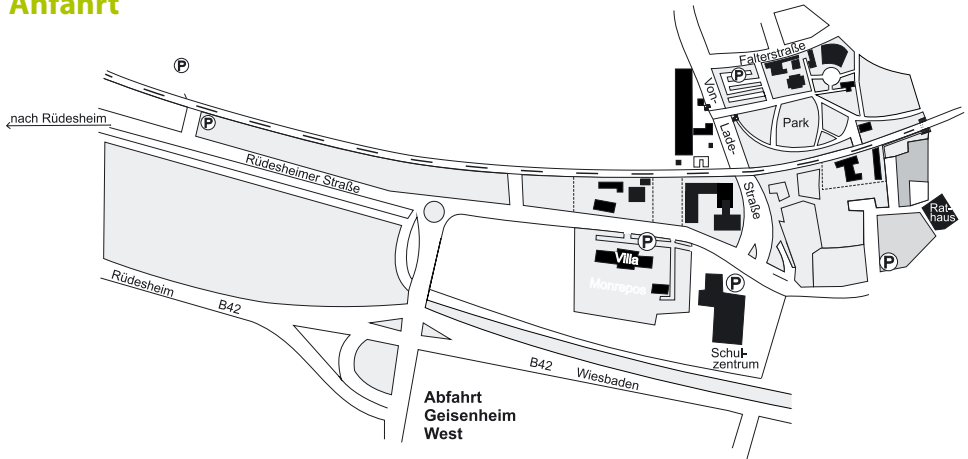 Anfahrt
Falterstraße
P
P
Von-
nach Rüdesheim
P
Lade-
Park
Rüdesheimer Straße
Straße
Rat-
haus
P
Villa
P
Monrepos
P
Rüdesheim
B42
Schul-
zentrum
B42
Wiesbaden
Abfahrt
Geisenheim
West